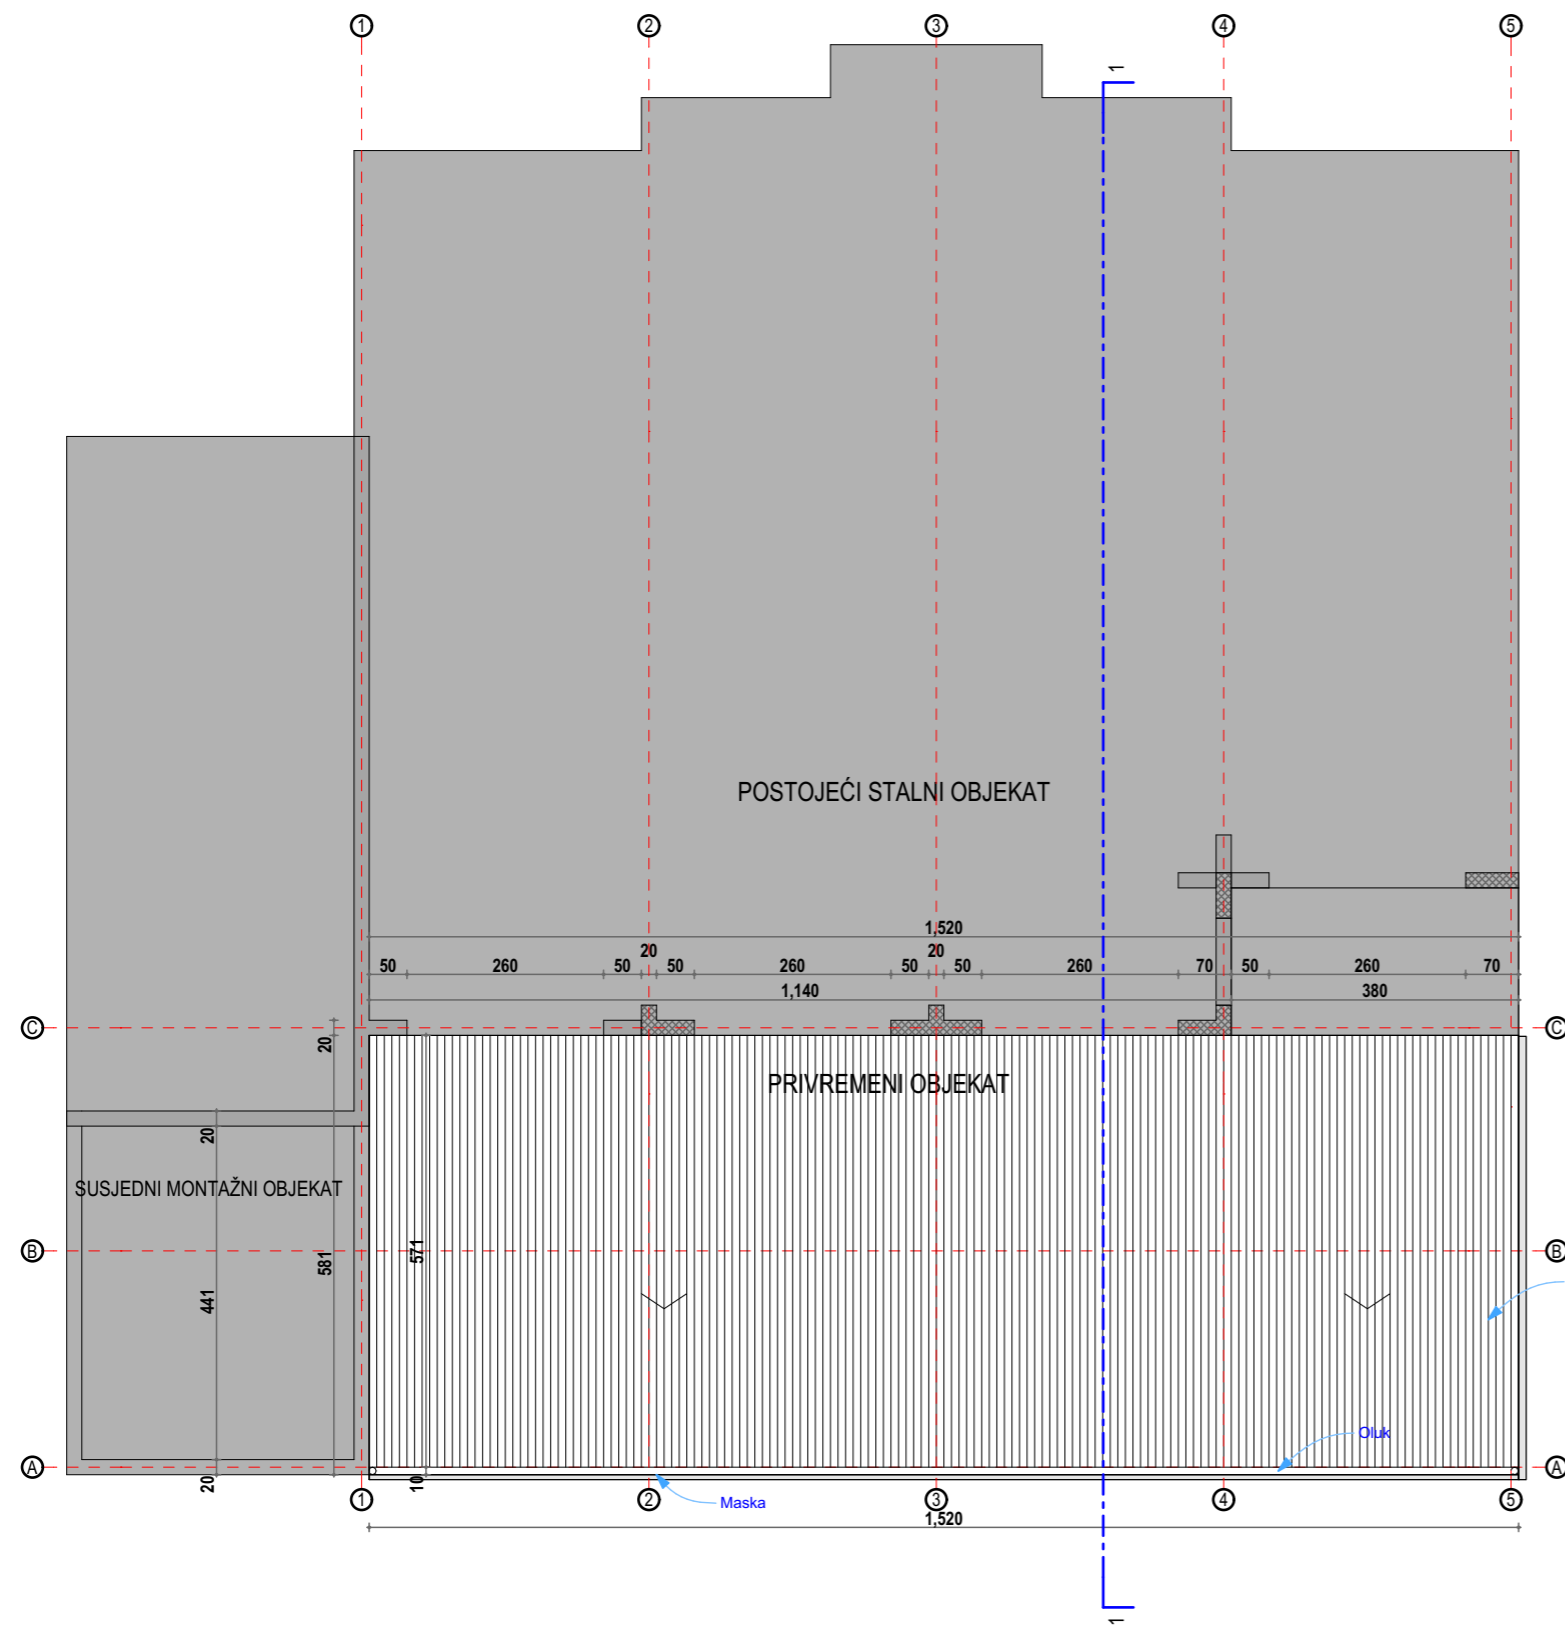 1 2 3 4 5
1
POSTOJEĆI STALNI OBJEKAT
1,520
20 20
50 260 50 50 260 50 50 260 70 50 260 70
1,140 380
C C
20
PRIVREMENI OBJEKAT
20
SUSJEDNI MONTAŽNI OBJEKAT
B B
581 571
441
Oluk
A A
20 10
Maska
1 2 3 4 5
1,520
1